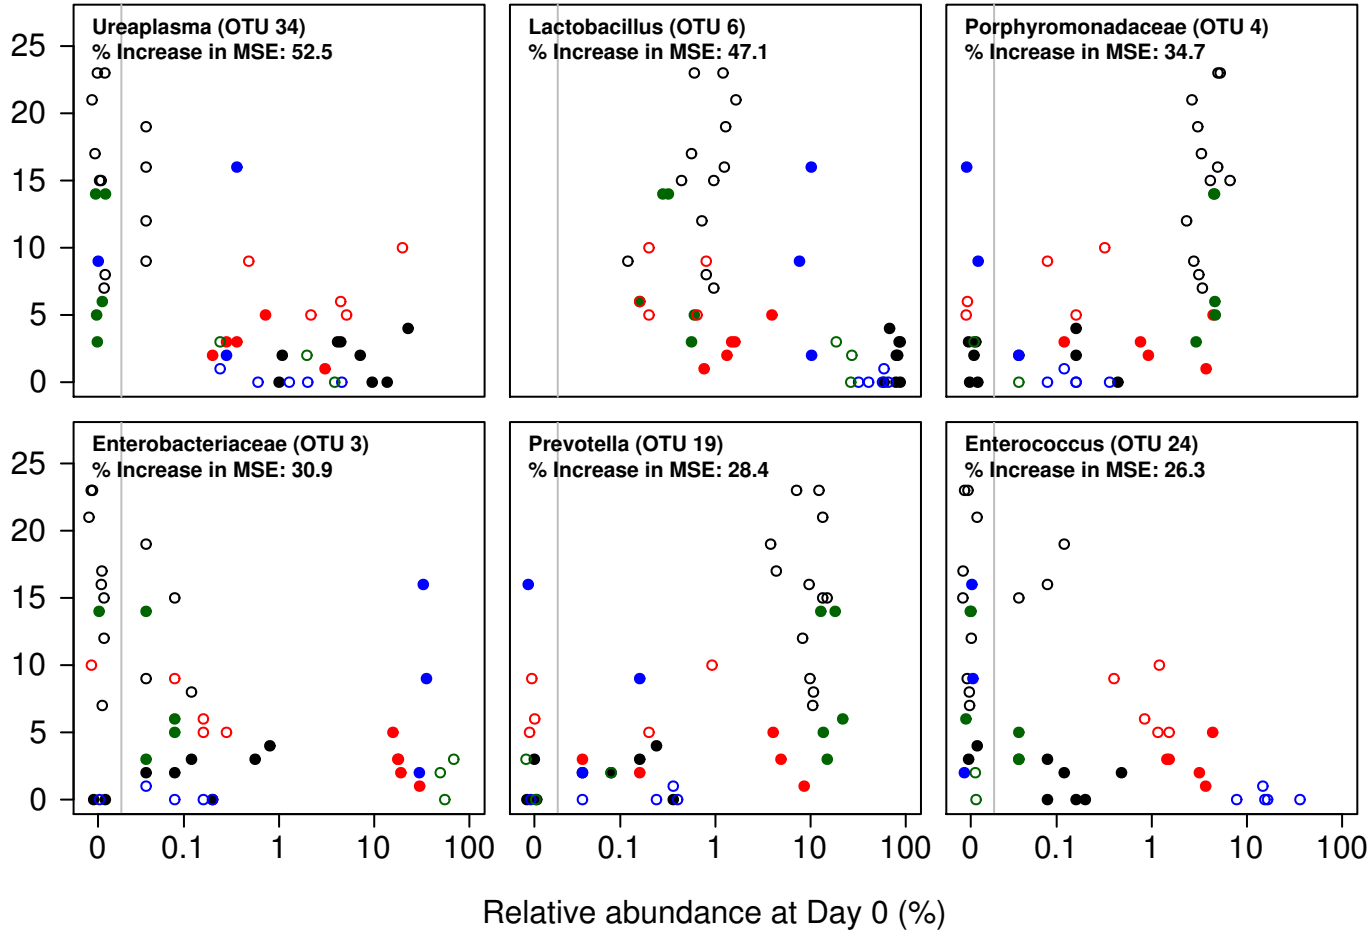 Ureaplasma (OTU 34)
% Increase in MSE: 52.5
Lactobacillus (OTU 6)
% Increase in MSE: 47.1
Porphyromonadaceae (OTU 4)
% Increase in MSE: 34.7
25
20
15
10
5
0
Enterobacteriaceae (OTU 3)
% Increase in MSE: 30.9
Prevotella (OTU 19)
% Increase in MSE: 28.4
Enterococcus (OTU 24)
% Increase in MSE: 26.3
25
20
15
10
5
0
0 0.1 1 10 100
0 0.1 1 10 100
0 0.1 1 10 100
Relative abundance at Day 0 (%)